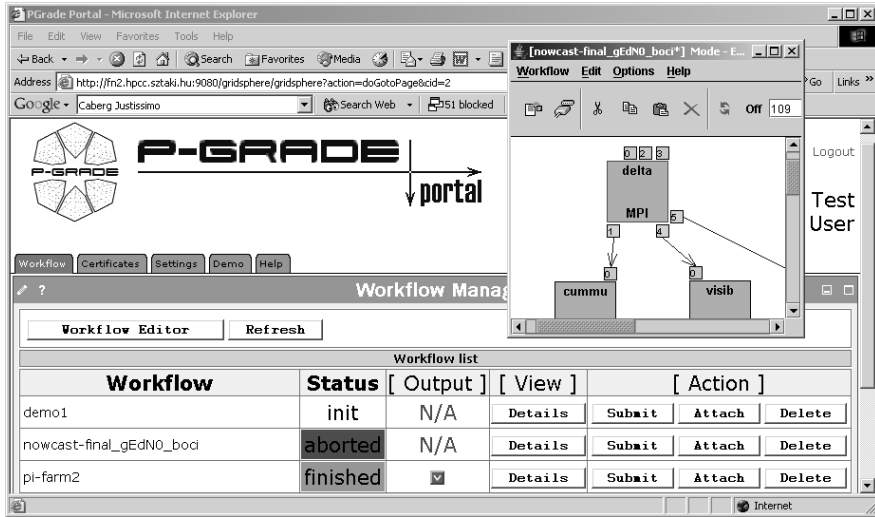 PGrade Portal - Microsoft Internet Explorer
File Edit View Favorites Tools Help
Back Search Favorites Media
Address http://fn2.hpcc.sztaki.hu:9080/gridsphere/gridsphere?action=doGotoPage&cid=2 Go Links »
Google Caberg Justissimo Search Web 51 blocked
[nowcast-final_gEdN0_boci*] Mode - E...
Workflow Edit Options Help
Off 109
0 2 3
delta
MPI
5
1 4
0 0
cummu visib
P-GRADE
P-GRADE
portal
Logout
Test
User
Workflow Certificates Settings Demo Help
? Workflow Mana
Workflow Editor Refresh
Workflow list
Workflow Status [ Output ] [ View ] [ Action ]
demo1 init N/A Details Submit Attach Delete
nowcast-final_gEdN0_boci aborted N/A Details Submit Attach Delete
pi-farm2 finished Details Submit Attach Delete
Internet